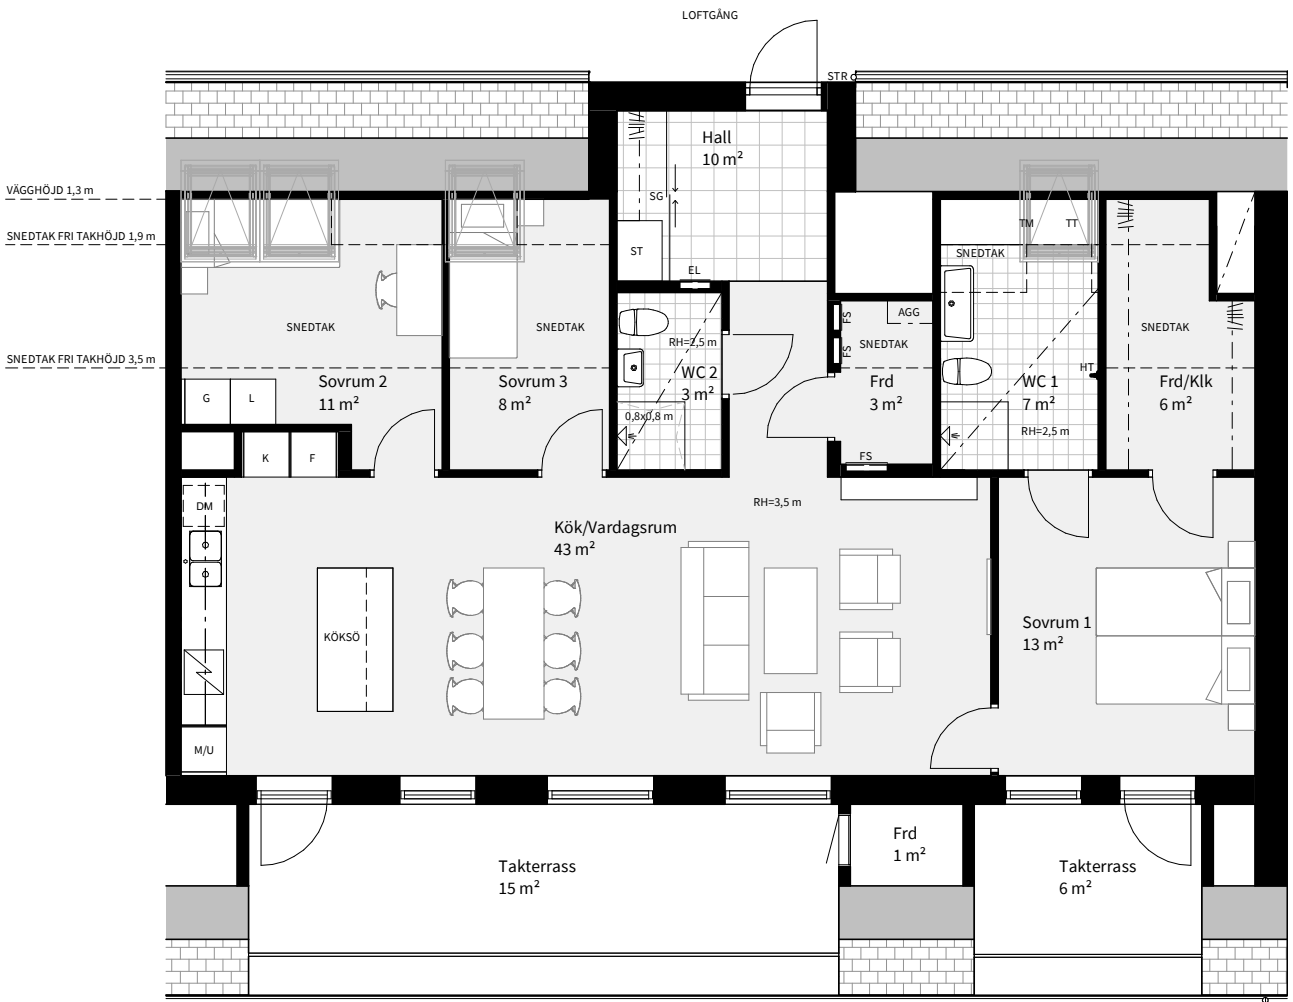 LOFTGÅNG
STR
Hall
10 m²
VÄGGHÖJD 1,3 m
SG
TM
TT
SNEDTAK FRI TAKHÖJD 1,9 m
ST
SNEDTAK
EL
SNEDTAK
SNEDTAK
FS
AGG
SNEDTAK
RH=2,5 m
FS
SNEDTAK
SNEDTAK FRI TAKHÖJD 3,5 m
HT
Sovrum 2
11 m²
Sovrum 3
8 m²
WC 2
3 m²
Frd
3 m²
WC 1
7 m²
Frd/Klk
6 m²
G
L
0,8x0,8 m
RH=2,5 m
K
F
FS
DM
RH=3,5 m
Kök/Vardagsrum
43 m²
KÖKSÖ
Sovrum 1
13 m²
M/U
Frd
1 m²
Takterrass
15 m²
Takterrass
6 m²